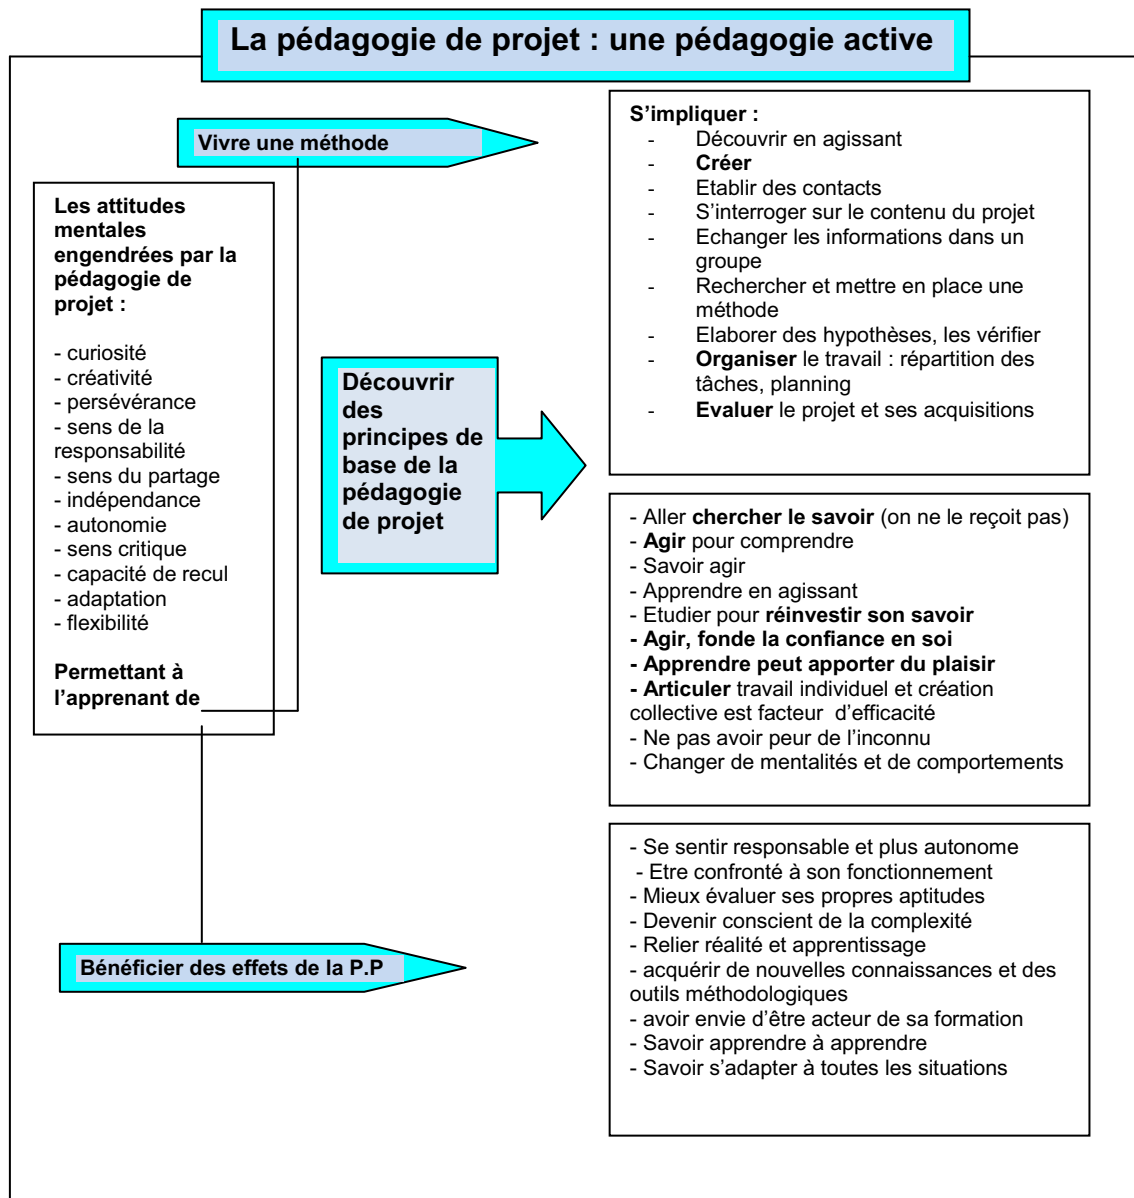 La pédagogie de projet : une pédagogie active
Vivre une méthode
S'impliquer :
- Découvrir en agissant
- Créer
- Etablir des contacts
- S'interroger sur le contenu du projet
- Echanger les informations dans un
groupe
- Rechercher et mettre en place une
méthode
- Elaborer des hypothèses, les vérifier
- Organiser le travail : répartition des
tâches, planning
- Evaluer le projet et ses acquisitions
Les attitudes
mentales
engendrées par la
pédagogie de
projet :
- curiosité
- créativité
- persévérance
- sens de la
responsabilité
- sens du partage
- indépendance
- autonomie
- sens critique
- capacité de recul
- adaptation
- flexibilité
Permettant à
l'apprenant de
Découvrir
des
principes de
base de la
pédagogie
de projet
- Aller chercher le savoir (on ne le reçoit pas)
- Agir pour comprendre
- Savoir agir
- Apprendre en agissant
- Etudier pour réinvestir son savoir
- Agir, fonde la confiance en soi
- Apprendre peut apporter du plaisir
- Articuler travail individuel et création
collective est facteur d'efficacité
- Ne pas avoir peur de l'inconnu
- Changer de mentalités et de comportements
Bénéficier des effets de la P.P
- Se sentir responsable et plus autonome
- Etre confronté à son fonctionnement
- Mieux évaluer ses propres aptitudes
- Devenir conscient de la complexité
- Relier réalité et apprentissage
- acquérir de nouvelles connaissances et des
outils méthodologiques
- avoir envie d'être acteur de sa formation
- Savoir apprendre à apprendre
- Savoir s'adapter à toutes les situations